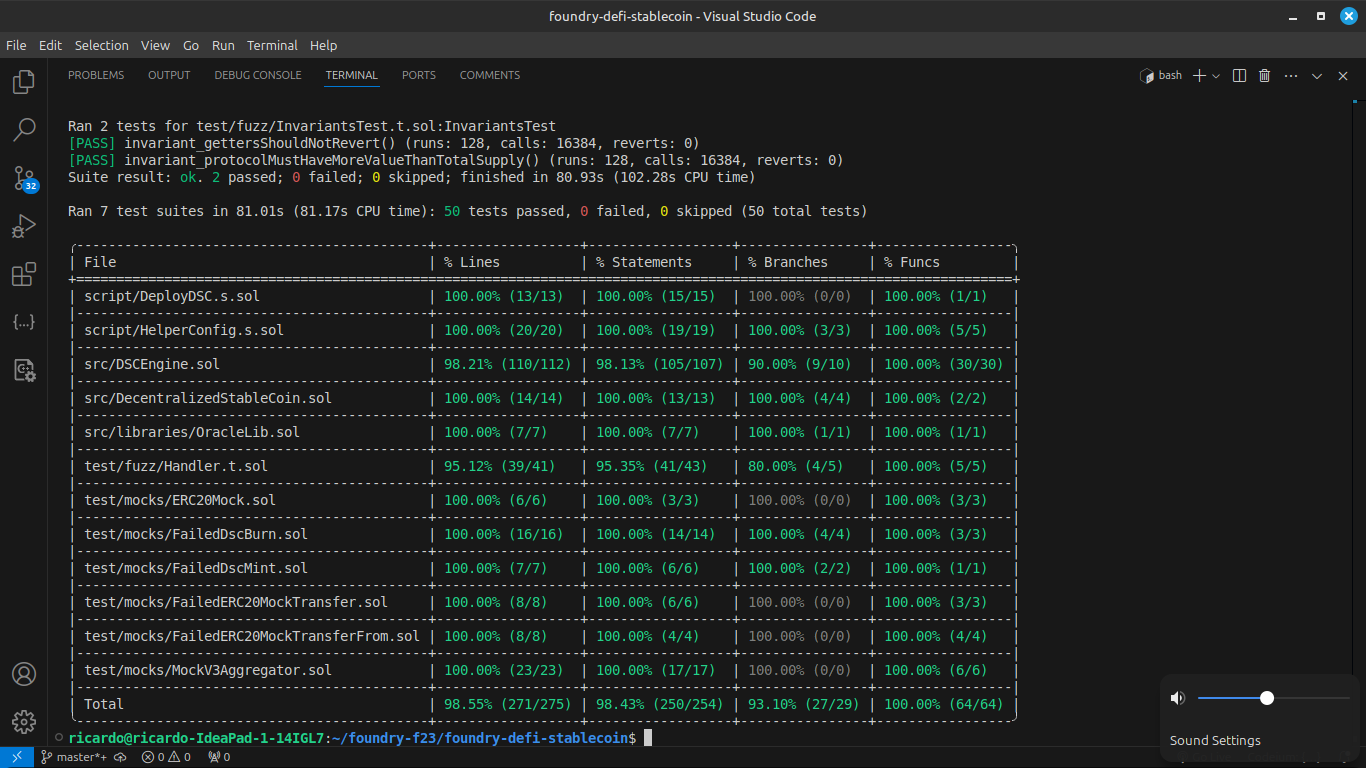 foundry-defi-stablecoin - Visual Studio Code
File Edit Selection View Go Run Terminal Help
PROBLEMS OUTPUT DEBUG CONSOLE TERMINAL PORTS COMMENTS bash
Ran 2 tests for test/fuzz/InvariantsTest.t.sol:InvariantsTest
[PASS] invariant_gettersShouldNotRevert() (runs: 128, calls: 16384, reverts: 0)
[PASS] invariant_protocolMustHaveMoreValueThanTotalSupply() (runs: 128, calls: 16384, reverts: 0)
Suite result: ok. 2 passed; 0 failed; 0 skipped; finished in 80.93s (102.28s CPU time)
Ran 7 test suites in 81.01s (81.17s CPU time): 50 tests passed, 0 failed, 0 skipped (50 total tests)
| File | % Lines | % Statements | % Branches | % Funcs |
| script/DeployDSC.s.sol | 100.00% (13/13) | 100.00% (15/15) | 100.00% (0/0) | 100.00% (1/1) |
| script/HelperConfig.s.sol | 100.00% (20/20) | 100.00% (19/19) | 100.00% (3/3) | 100.00% (5/5) |
| src/DSCEngine.sol | 98.21% (110/112) | 98.13% (105/107) | 90.00% (9/10) | 100.00% (30/30) |
| src/DecentralizedStableCoin.sol | 100.00% (14/14) | 100.00% (13/13) | 100.00% (4/4) | 100.00% (2/2) |
| src/libraries/OracleLib.sol | 100.00% (7/7) | 100.00% (7/7) | 100.00% (1/1) | 100.00% (1/1) |
| test/fuzz/Handler.t.sol | 95.12% (39/41) | 95.35% (41/43) | 80.00% (4/5) | 100.00% (5/5) |
| test/mocks/ERC20Mock.sol | 100.00% (6/6) | 100.00% (3/3) | 100.00% (0/0) | 100.00% (3/3) |
| test/mocks/FailedDscBurn.sol | 100.00% (16/16) | 100.00% (14/14) | 100.00% (4/4) | 100.00% (3/3) |
| test/mocks/FailedDscMint.sol | 100.00% (7/7) | 100.00% (6/6) | 100.00% (2/2) | 100.00% (1/1) |
| test/mocks/FailedERC20MockTransfer.sol | 100.00% (8/8) | 100.00% (6/6) | 100.00% (0/0) | 100.00% (3/3) |
| test/mocks/FailedERC20MockTransferFrom.sol | 100.00% (8/8) | 100.00% (4/4) | 100.00% (0/0) | 100.00% (4/4) |
| test/mocks/MockV3Aggregator.sol | 100.00% (23/23) | 100.00% (17/17) | 100.00% (0/0) | 100.00% (6/6) |
| Total | 98.55% (271/275) | 98.43% (250/254) | 93.10% (27/29) | 100.00% (64/64) |
ricardo@ricardo-IdeaPad-1-14IGL7:~/foundry-f23/foundry-defi-stablecoin$
32
Sound Settings
master*+ 0 0 0